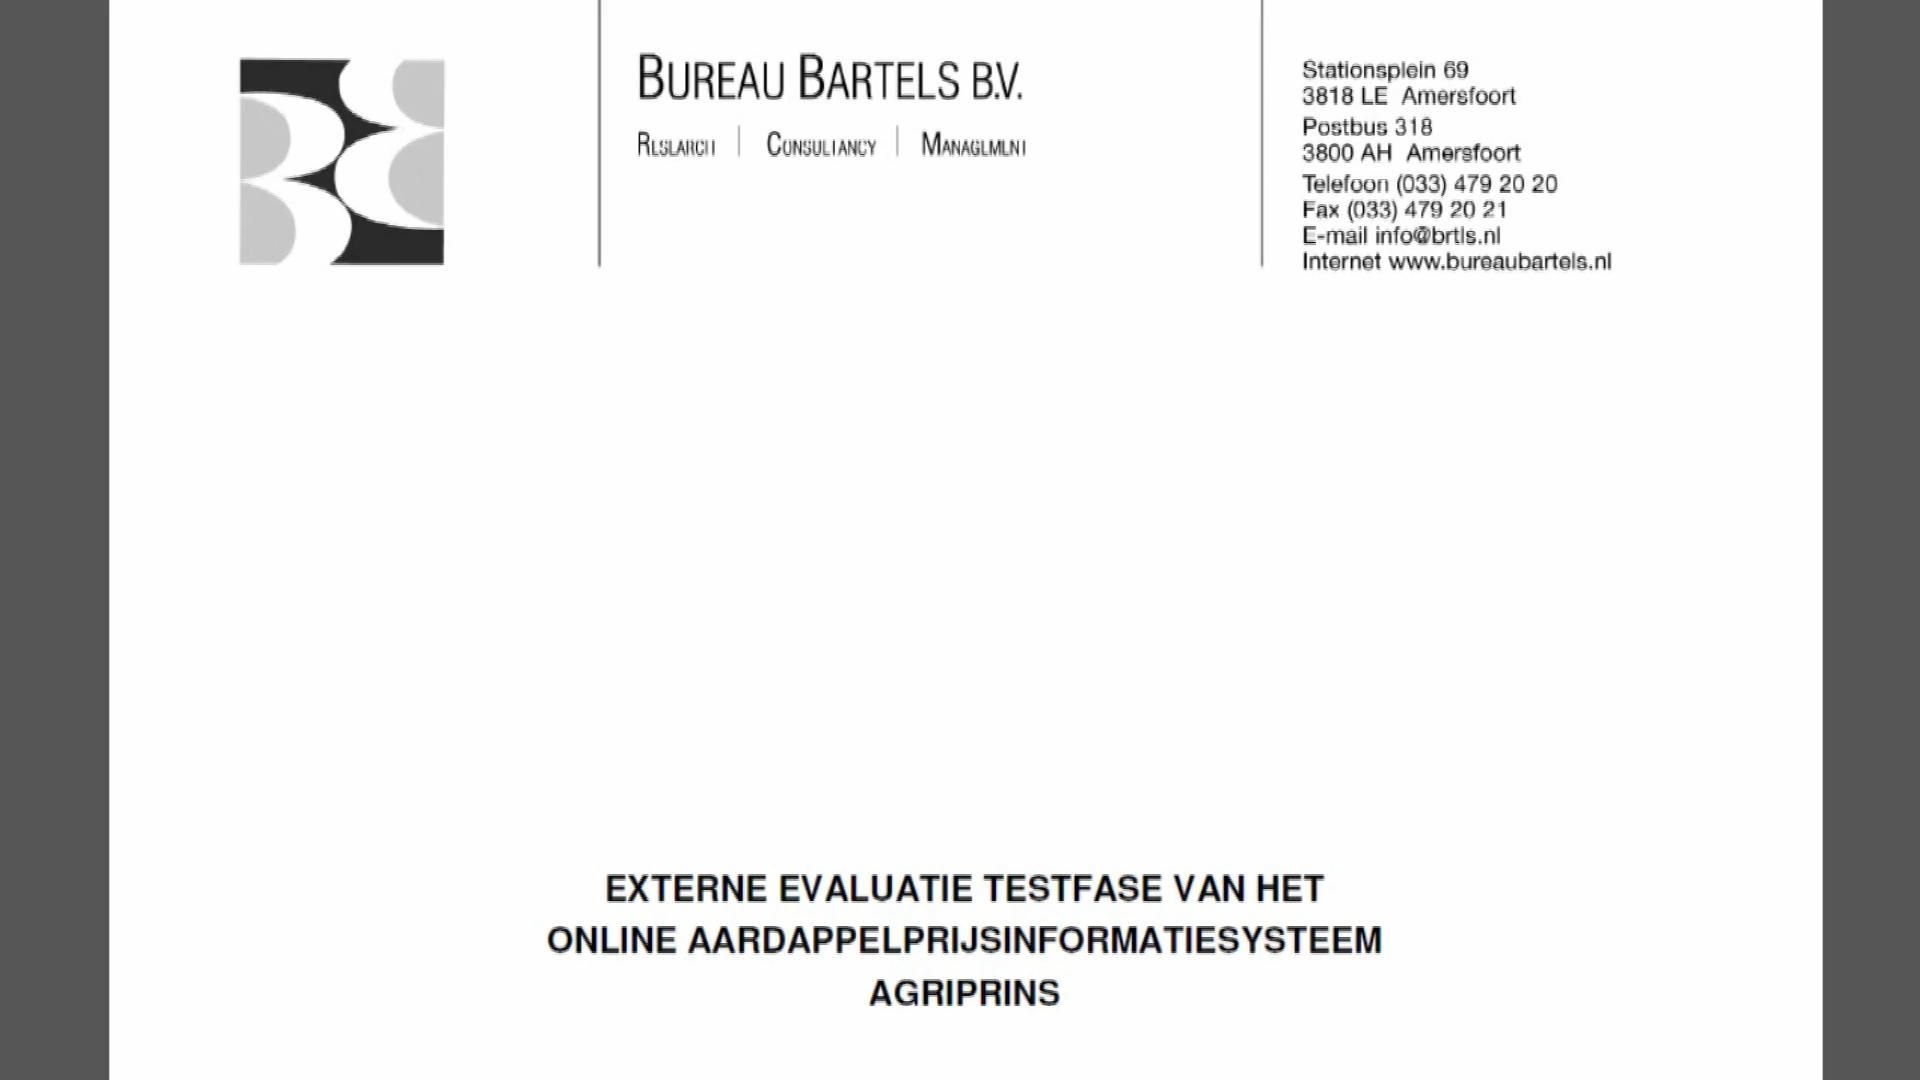 BUREAU BARTELS B.V.
RESEARCH | CONSULTANCY | MANAGEMENT
Stationsplein 69
3818 LE Amersfoort
Postbus 318
3800 AH Amersfoort
Telefoon (033) 479 20 20
Fax (033) 479 20 21
E-mail info@brtls.nl
Internet www.bureaubartels.nl
EXTERNE EVALUATIE TESTFASE VAN HET
ONLINE AARDAPPELPRIJSINFORMATIESYSTEEM
AGRIPRINS